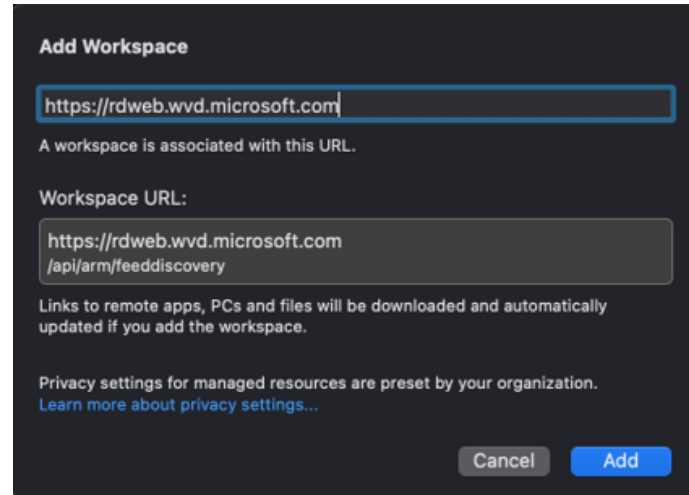 Add Workspace
https://rdweb.wvd.microsoft.com
A workspace is associated with this URL.
Workspace URL:
https://rdweb.wvd.microsoft.com
/api/arm/feeddiscovery
Links to remote apps, PCs and files will be downloaded and automatically
updated if you add the workspace.
Privacy settings for managed resources are preset by your organization.
Learn more about privacy settings...
Cancel Add